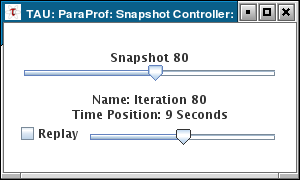 τ TAU: ParaProf: Snapshot Controller:
Snapshot 80
Name: Iteration 80
Time Position: 9 Seconds
Replay